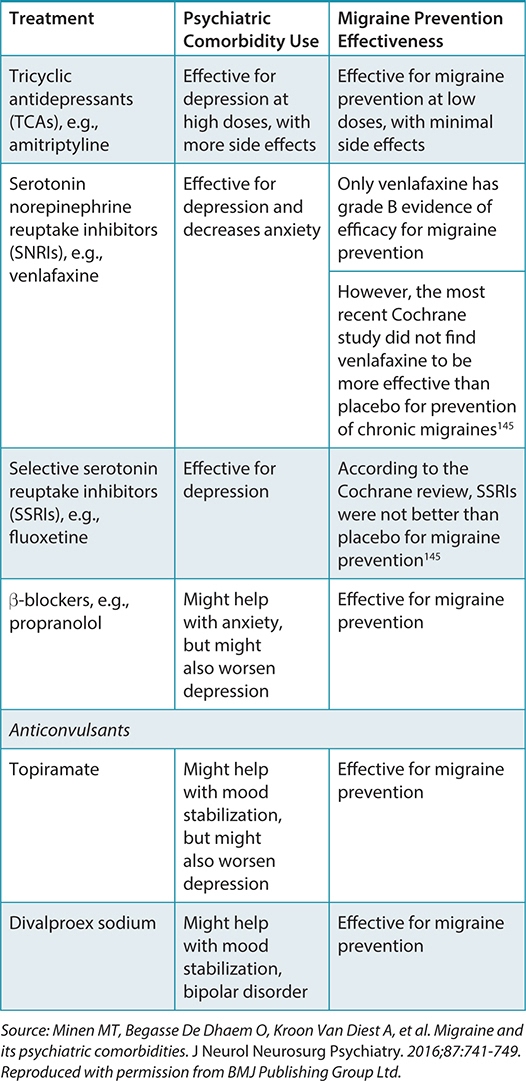 Treatment
Psychiatric
Comorbidity Use
Migraine Prevention
Effectiveness
Tricyclic
antidepressants
(TCAs), e.g.,
amitriptyline
Effective for
depression at
high doses, with
more side effects
Effective for migraine
prevention at low
doses, with minimal
side effects
Serotonin
norepinephrine
reuptake inhibitors
(SNRIs), e.g.,
venlafaxine
Effective for
depression and
decreases anxiety
Only venlafaxine has
grade B evidence of
efficacy for migraine
prevention
However, the most
recent Cochrane
study did not find
venlafaxine to be
more effective than
placebo for prevention
of chronic migraines¹⁴⁵
Selective serotonin
reuptake inhibitors
(SSRIs), e.g.,
fluoxetine
Effective for
depression
According to the
Cochrane review, SSRIs
were not better than
placebo for migraine
prevention¹⁴⁵
β-blockers, e.g.,
propranolol
Might help
with anxiety,
but might
also worsen
depression
Effective for migraine
prevention
Anticonvulsants
Topiramate
Might help
with mood
stabilization,
but might
also worsen
depression
Effective for migraine
prevention
Divalproex sodium
Might help
with mood
stabilization,
bipolar disorder
Effective for migraine
prevention
Source: Minen MT, Begasse De Dhaem O, Kroon Van Diest A, et al. Migraine and
its psychiatric comorbidities. J Neurol Neurosurg Psychiatry. 2016;87:741-749.
Reproduced with permission from BMJ Publishing Group Ltd.